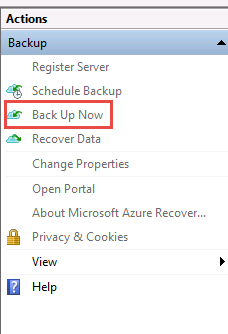 Actions
Backup
Register Server
Schedule Backup
Back Up Now
Recover Data
Change Properties
Open Portal
About Microsoft Azure Recover...
Privacy & Cookies
View
Help